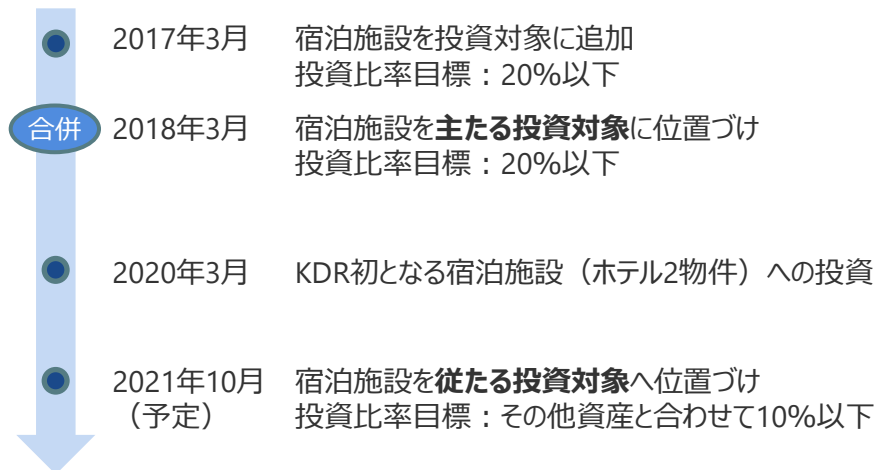 2017年3月 宿泊施設を投資対象に追加
投資比率目標：20%以下
合併 2018年3月 宿泊施設を主たる投資対象に位置づけ
投資比率目標：20%以下
2020年3月 KDR初となる宿泊施設（ホテル2物件）への投資
2021年10月 宿泊施設を従たる投資対象へ位置づけ
（予定） 投資比率目標：その他資産と合わせて10%以下